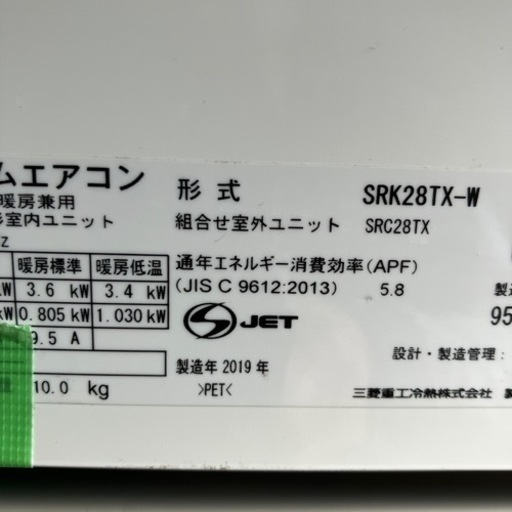 ムエアコン
暖房兼用
室内ユニット
Z
形式 SRK28TX-W
組合せ室外ユニット SRC28TX
暖房標準 暖房低温
3.6 kW 3.4 kW
kW 0.805 kW 1.030 kW
9.5 A
10.0 kg
通年エネルギー消費効率(APF)
(JIS C 9612:2013) 5.8
JET
製造年 2019 年
>PET<
製造
95
設計・製造管理:
三菱重工冷熱株式会社